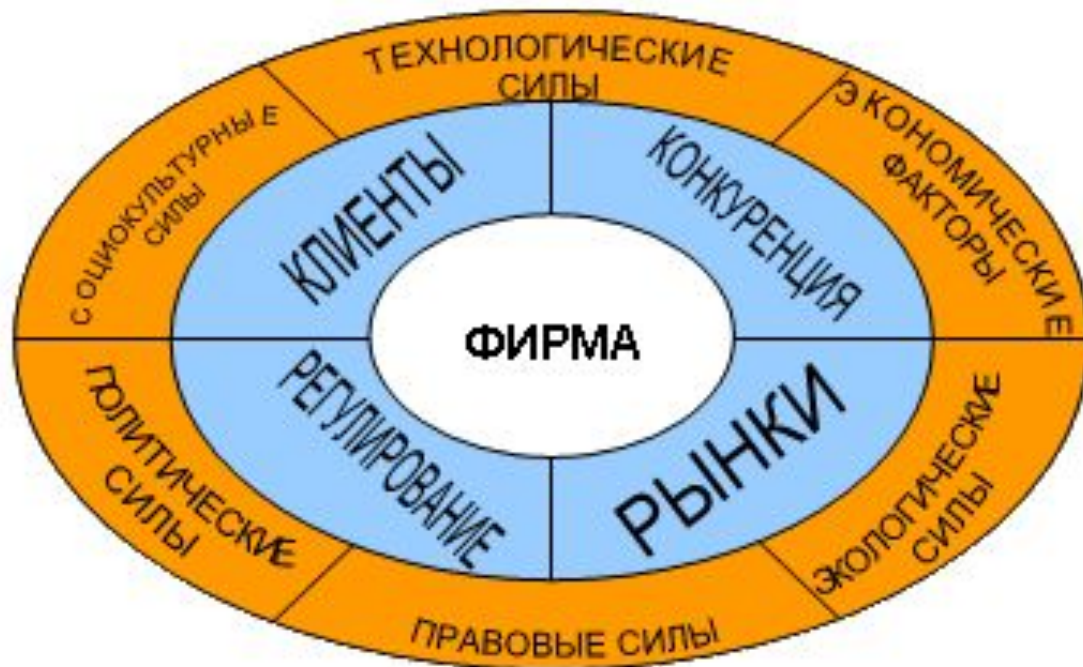 ТЕХНОЛОГИЧЕСКИЕ
СИЛЫ
ЭКОНОМИЧЕСКИЕ
ФАКТОРЫ
СОЦИОКУЛЬТУРНЫЕ
СИЛЫ
КЛИЕНТЫ
КОНКУРЕНЦИЯ
ФИРМА
РЕГУЛИРОВАНИЕ
РЫНКИ
ПОЛИТИЧЕСКИЕ
СИЛЫ
ЭКОЛОГИЧЕСКИЕ
СИЛЫ
ПРАВОВЫЕ СИЛЫ